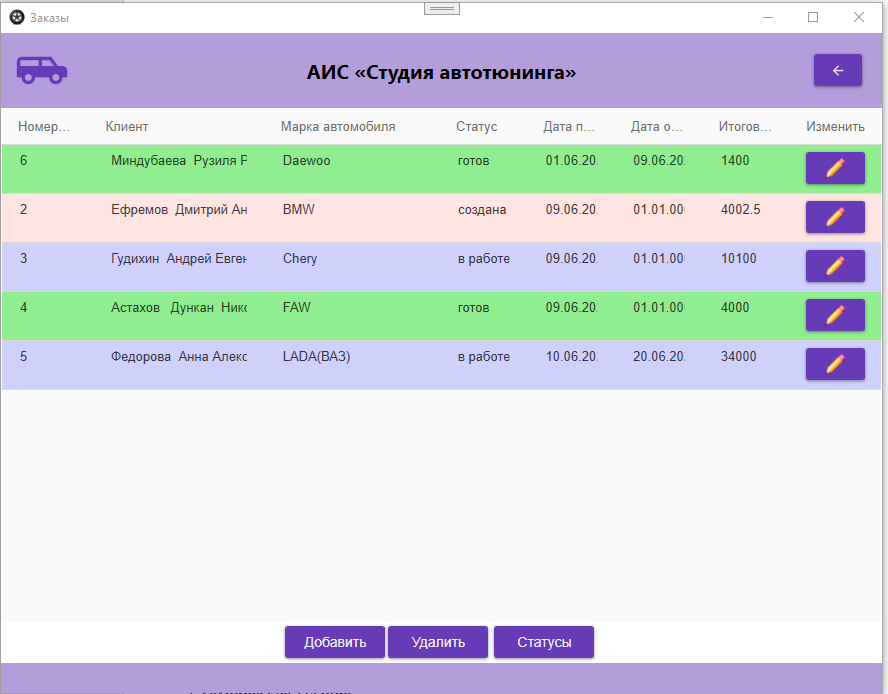 Заказы
АИС «Студия автотюнинга»
Номер... Клиент Марка автомобиля Статус Дата п... Дата о... Итогов... Изменить
6 Миндубаева Рузиля Р Daewoo готов 01.06.20 09.06.20 1400
2 Ефремов Дмитрий Ан BMW создана 09.06.20 01.01.00 4002.5
3 Гудихин Андрей Евген Chery в работе 09.06.20 01.01.00 10100
4 Астахов Дункан Нико FAW готов 09.06.20 01.01.00 4000
5 Федорова Анна Алекс LADA(ВАЗ) в работе 10.06.20 20.06.20 34000
Добавить Удалить Статусы